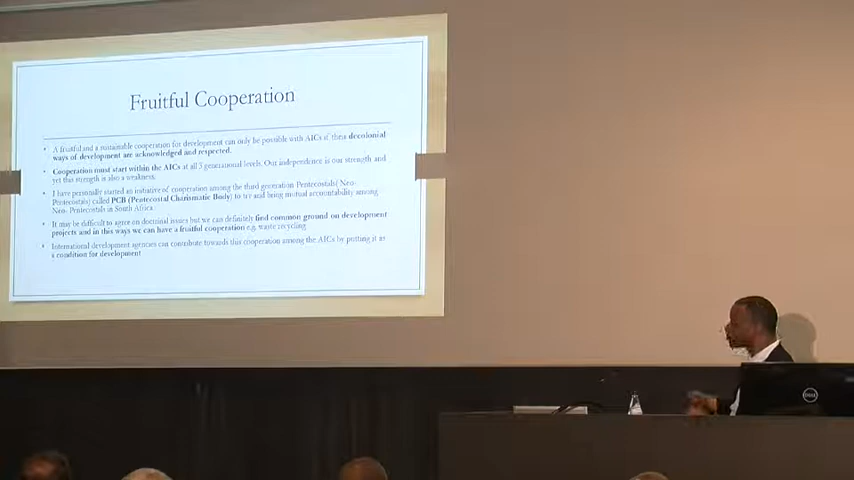 Fruitful Cooperation
• A fruitful and a sustainable cooperation for development can only be possible with AICs if their decolonial
ways of development are acknowledged and respected.
• Cooperation must start within the AICs at all 3 generational levels. Our independence is our strength and
yet this strength is also a weakness.
• I have personally started an initiative of cooperation among the third generation Pentecostals( Neo-
Pentecostals) called PCB (Pentecostal Charismatic Body) to try and bring mutual accountability among
Neo- Pentecostals in South Africa
• It may be difficult to agree on doctrinal issues but we can definitely find common ground on development
projects and in this ways we can have a fruitful cooperation e.g. waste recycling
• International development agencies can contribute towards this cooperation among the AICs by putting it as
a condition for development
DELL